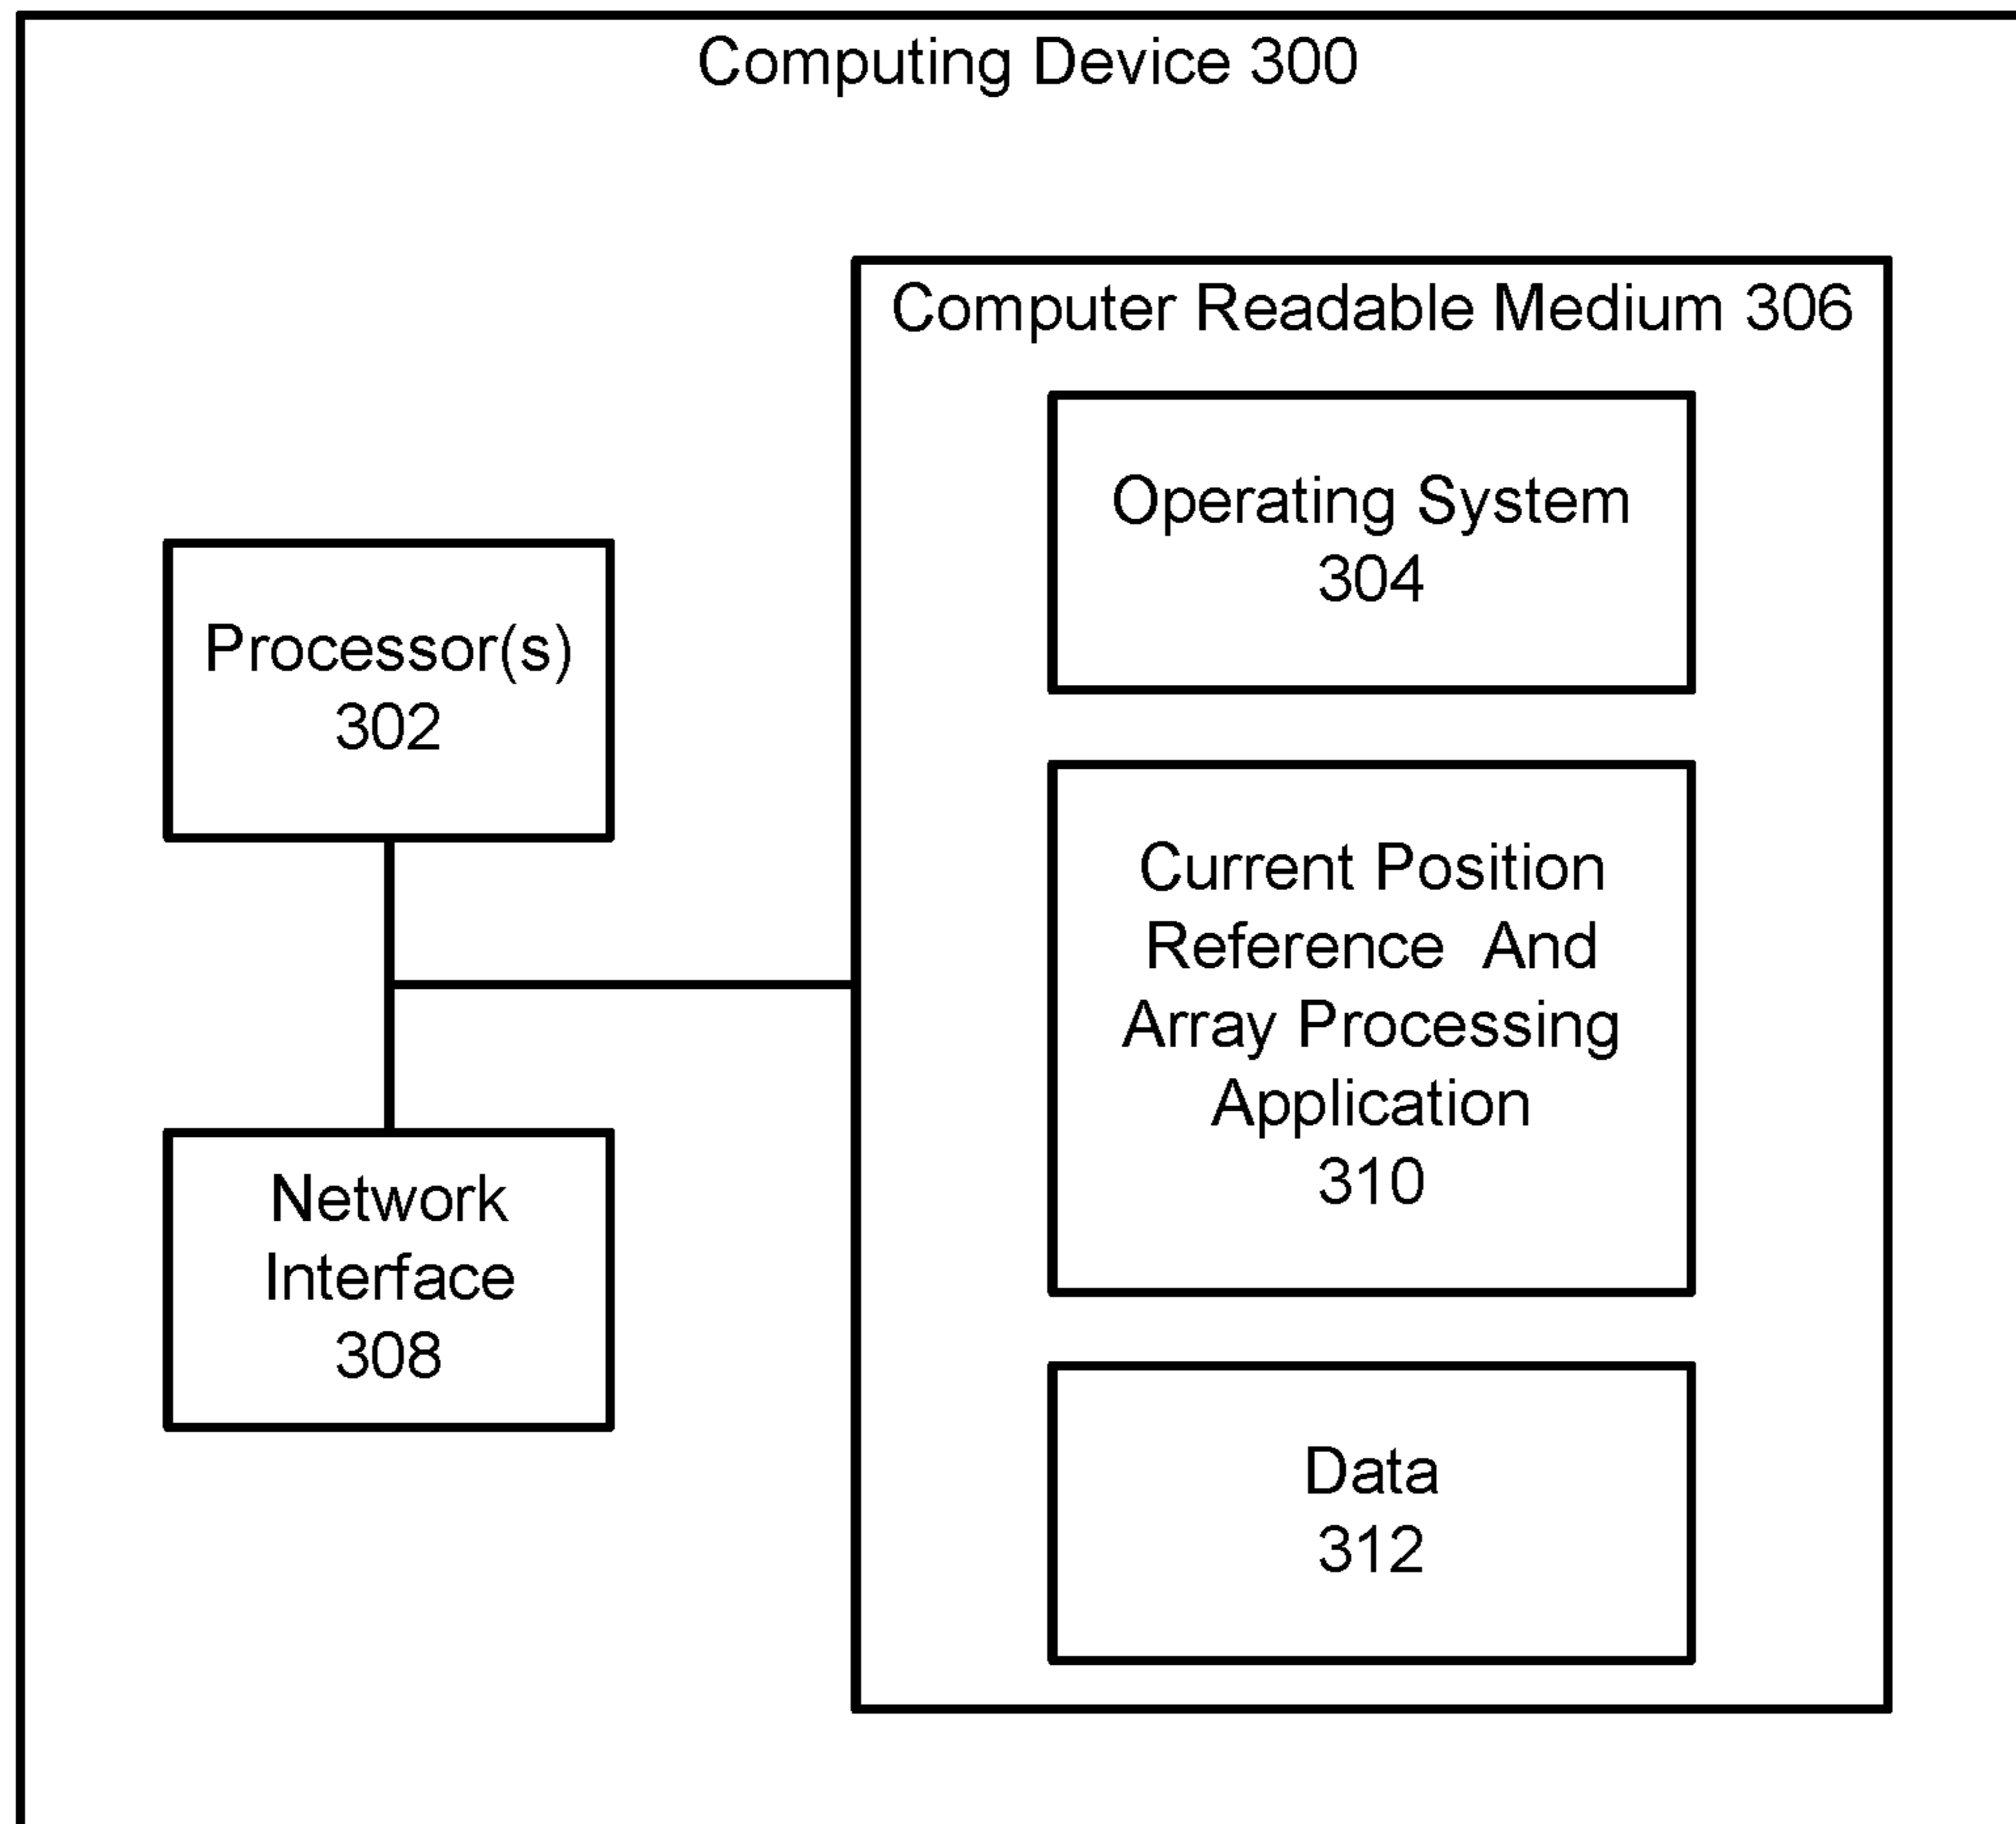 Computing Device 300
Computer Readable Medium 306
Operating System
304
Processor(s)
302
Current Position
Reference And
Array Processing
Application
310
Network
Interface
308
Data
312